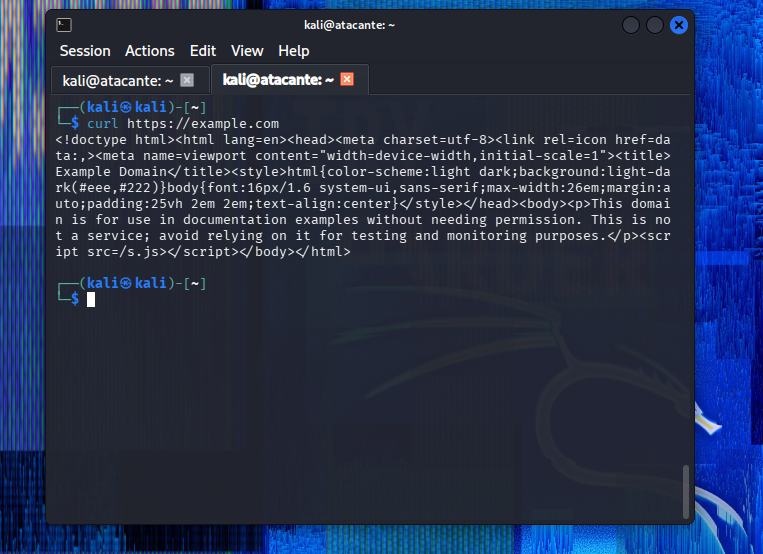 kali@atacante: ~
Session Actions Edit View Help
kali@atacante: ~
kali@atacante: ~
┌──(kali㉿kali)-[~]
└─$ curl https://example.com
<!doctype html><html lang=en><head><meta charset=utf-8><link rel=icon href=da
ta:,><meta name=viewport content="width=device-width,initial-scale=1"><title>
Example Domain</title><style>html{color-scheme:light dark;background:light-da
rk(#eee,#222)}body{font:16px/1.6 system-ui,sans-serif;max-width:26em;margin:a
uto;padding:25vh 2em 2em;text-align:center}</style></head><body><p>This domai
n is for use in documentation examples without needing permission. This is no
t a service; avoid relying on it for testing and monitoring purposes.</p><scr
ipt src=/s.js></script></body></html>
┌──(kali㉿kali)-[~]
└─$